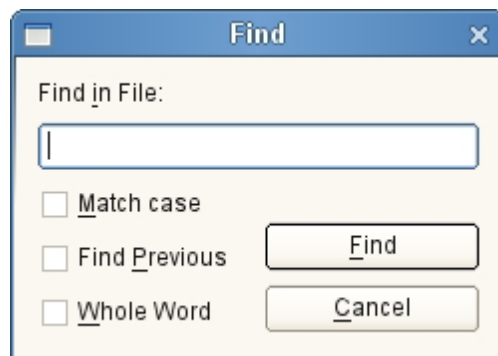 Find
Find in File:
Match case
Find Previous
Find
Whole Word
Cancel